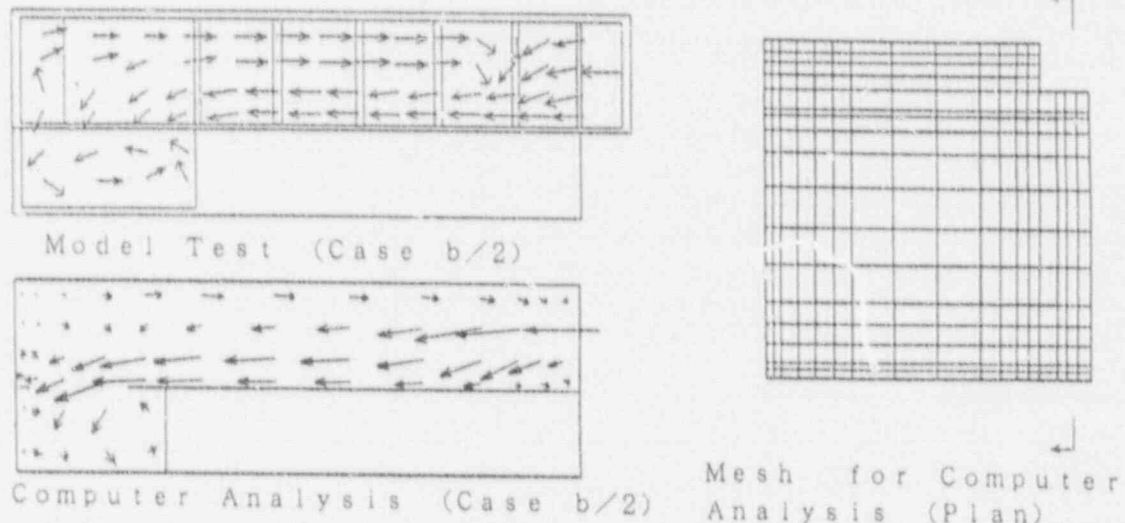 Model Test (Case b/2)
Computer Analysis (Case b/2)
Mesh for Computer
Analysis (Plan)